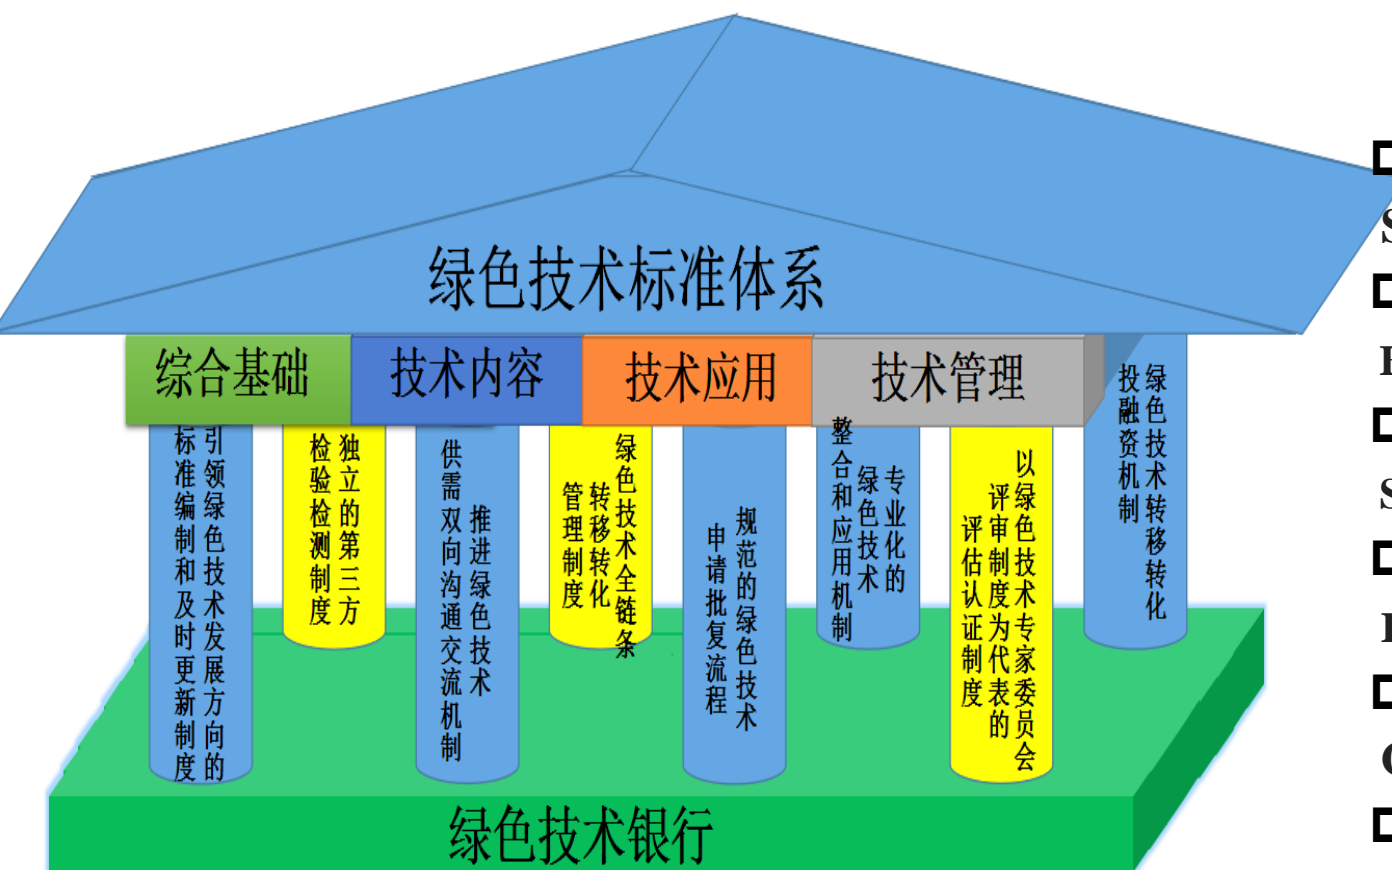 绿色技术标准体系
综合基础
技术内容
技术应用
技术管理
引领绿色技术发展方向的
标准编制和及时更新制度
独立的第三方
检验检测制度
推进绿色技术
供需双向沟通交流机制
绿色技术全链条
转移转化
管理制度
规范的绿色技术
申请批复流程
专业化的
绿色技术
整合和应用机制
以绿色技术专家委员会
评审制度为代表的
评估认证制度
绿色技术转移转化
投融资机制
绿色技术银行